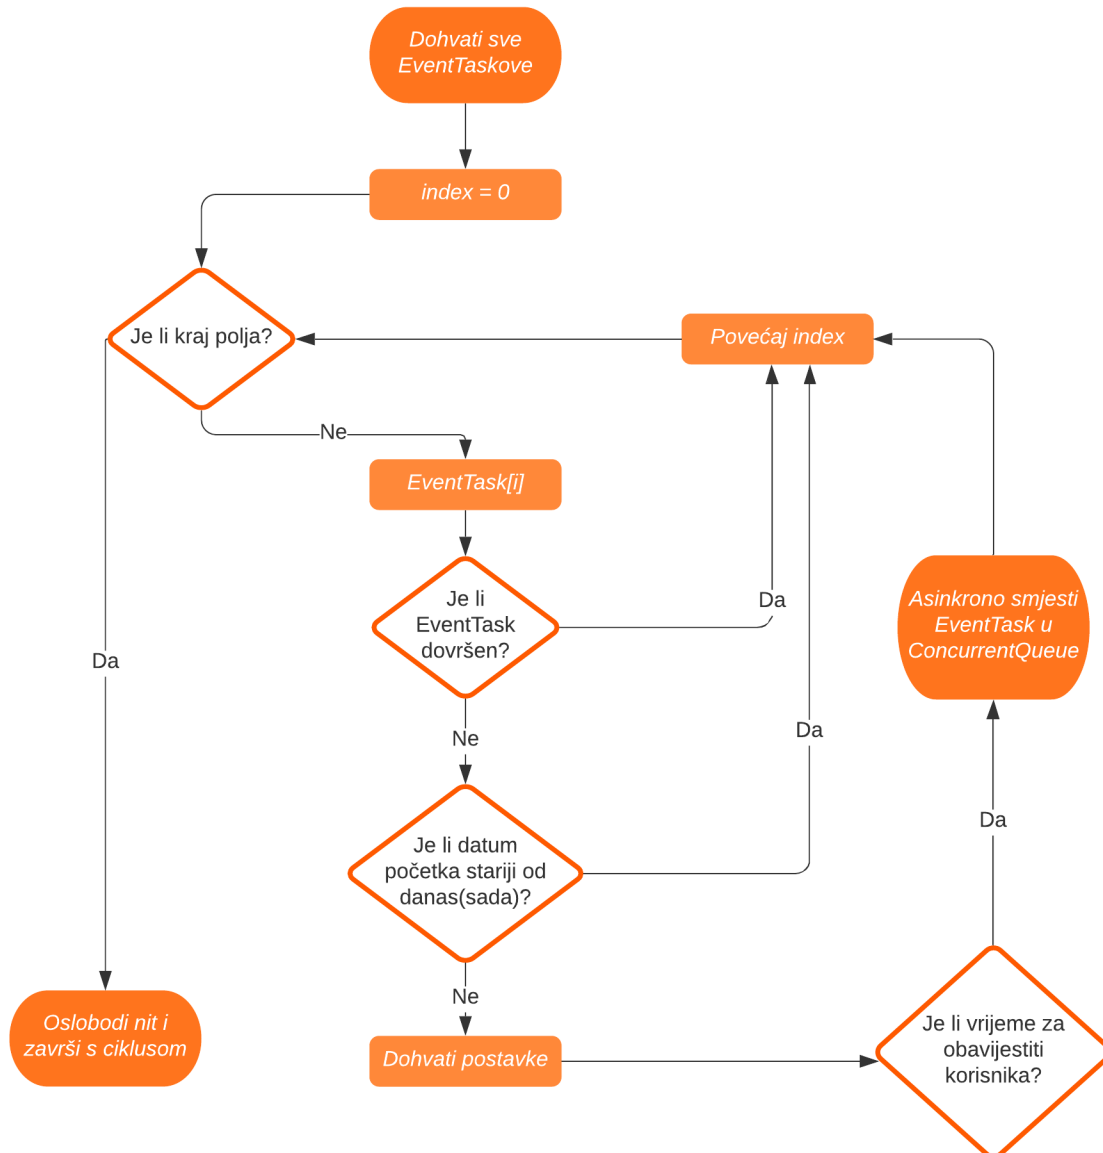 Dohvati sve
EventTaskove
index = 0
Je li kraj polja?
Povećaj index
Ne
EventTask[i]
Je li
EventTask
dovršen?
Da
Asinkrono smjesti
EventTask u
ConcurrentQueue
Da
Ne
Da
Da
Je li datum
početka stariji od
danas(sada)?
Ne
Oslobodi nit i
završi s ciklusom
Dohvati postavke
Je li vrijeme za
obavijestiti
korisnika?